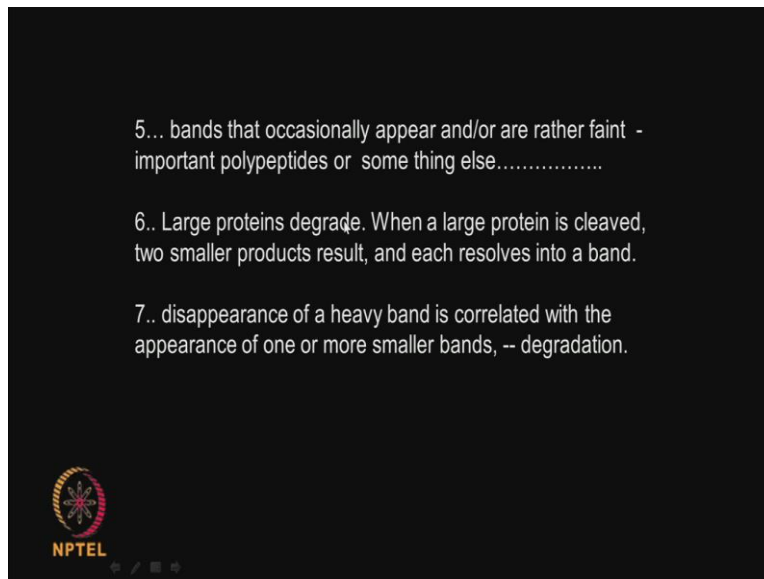 5... bands that occasionally appear and/or are rather faint -
important polypeptides or  some thing else……………..
6.. Large proteins degrade. When a large protein is cleaved,
two smaller products result, and each resolves into a band.
7.. disappearance of a heavy band is correlated with the
appearance of one or more smaller bands, -- degradation.
NPTEL